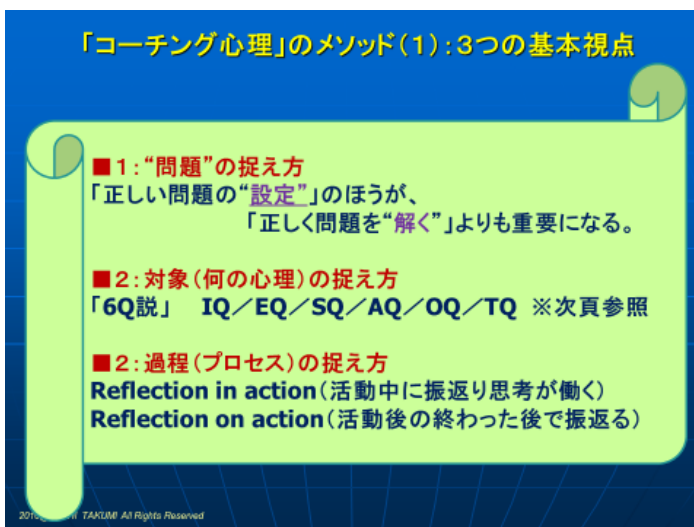 「コーチング心理」のメソッド(1):3つの基本視点
■1:“問題”の捉え方
「正しい問題の“設定”」のほうが、
「正しく問題を“解く”」よりも重要になる。
■2:対象(何の心理)の捉え方
「6Q説」 IQ/EQ/SQ/AQ/OQ/TQ ※次頁参照
■2:過程(プロセス)の捉え方
Reflection in action(活動中に振返り思考が働く)
Reflection on action(活動後の終わった後で振返る)
TAKUMI All Rights Reserved